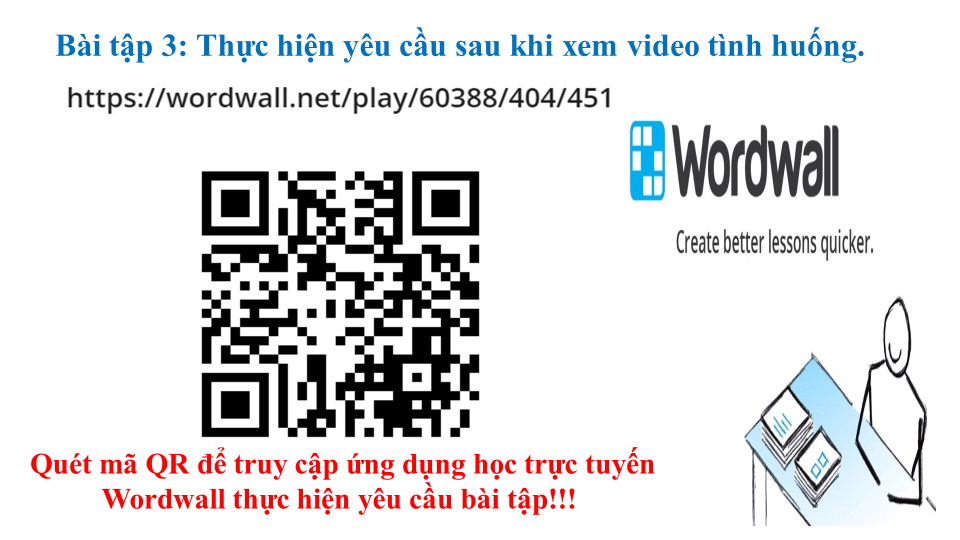 Bài tập 3: Thực hiện yêu cầu sau khi xem video tình huống.
https://wordwall.net/play/60388/404/451
Wordwall
Create better lessons quicker.
Quét mã QR để truy cập ứng dụng học trực tuyến
Wordwall thực hiện yêu cầu bài tập!!!